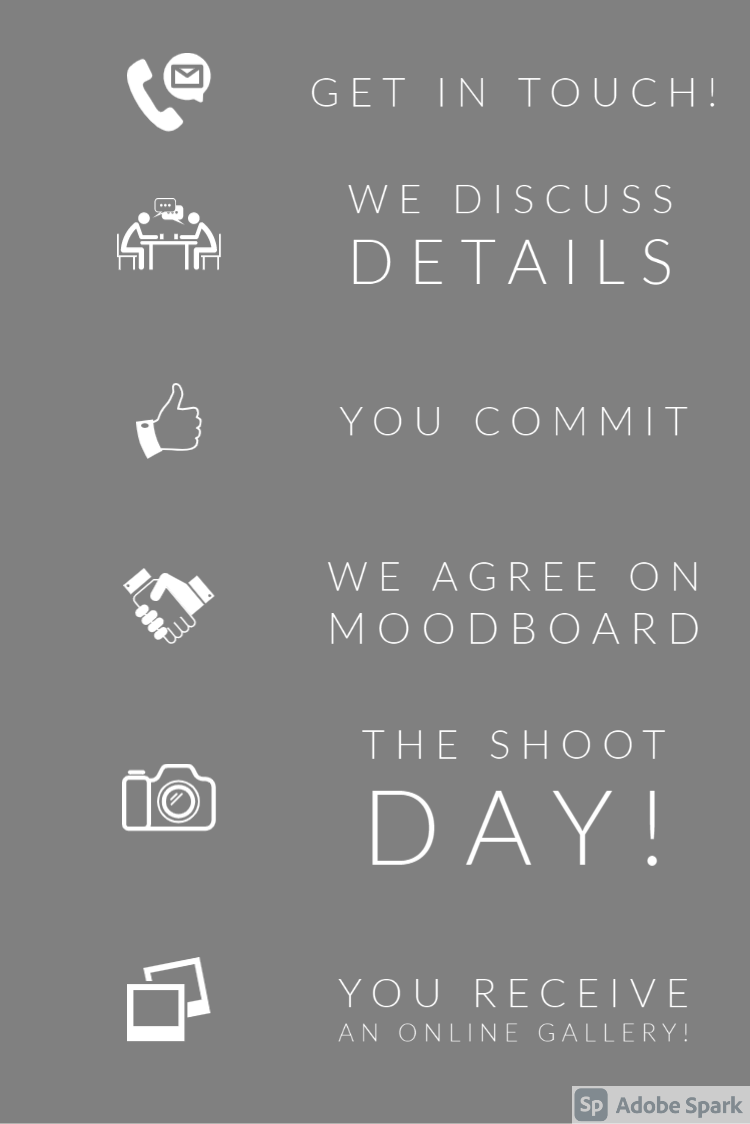 GET IN TOUCH!
WE DISCUSS
DETAILS
YOU COMMIT
WE AGREE ON
MOODBOARD
THE SHOOT
DAY!
YOU RECEIVE
AN ONLINE GALLERY!
Sp Adobe Spark